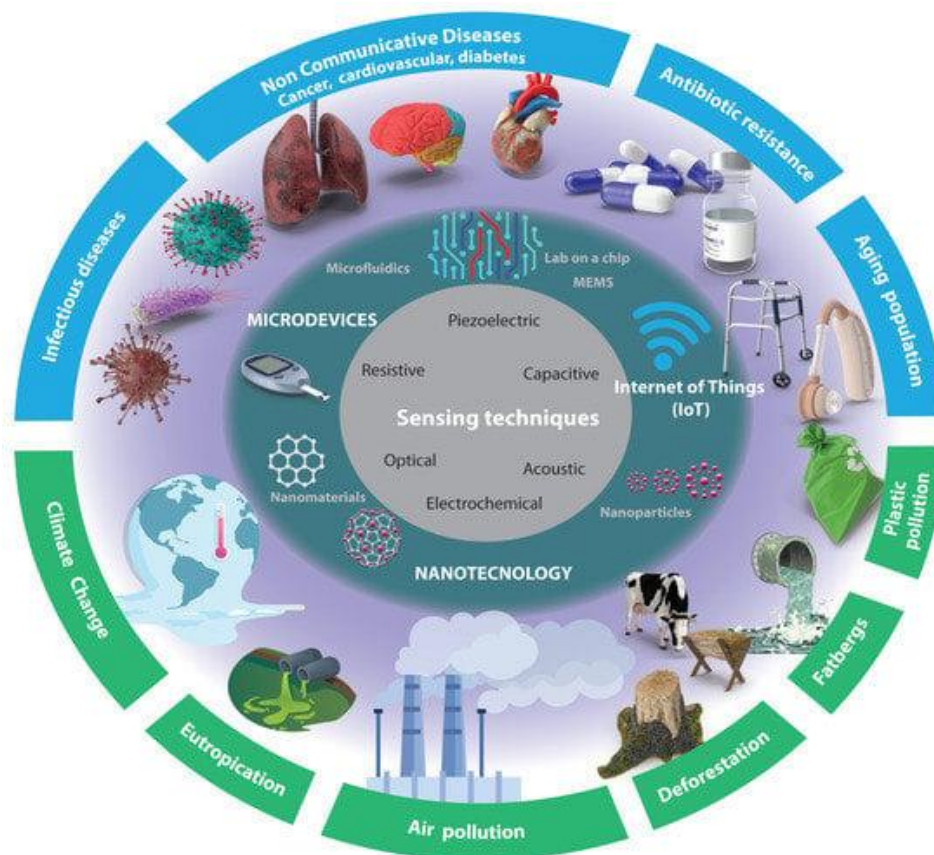 Non Communicative Diseases
Cancer, cardiovascular, diabetes
Antibiotic resistance
Infectious diseases
Aging population
Microfluidics
Lab on a chip
MEMS
MICRODEVICES
Piezoelectric
Resistive
Capacitive
Internet of Things
(IoT)
Sensing techniques
Optical
Acoustic
Electrochemical
Nanomaterials
Nanoparticles
NANOTECNOLOGY
Climate Change
Plastic
pollution
Fatbergs
Eutropication
Deforestation
Air pollution